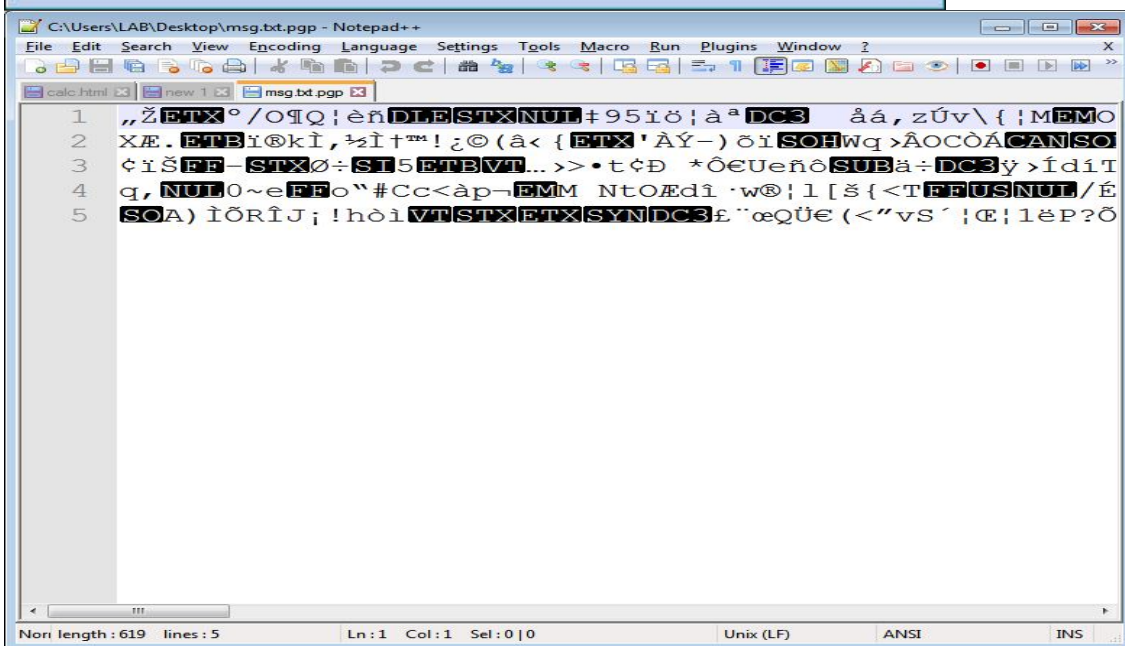 C:\Users\LAB\Desktop\msg.txt.pgp - Notepad++
File Edit Search View Encoding Language Settings Tools Macro Run Plugins Window ? X
calc.html new 1 msg.txt.pgp
1 „ŽETX°/O¶Q¦èñDLESTXNUL‡95ïö¦àªDC3 åá,zÚv\{¦MEMO
2 XÆ.ETBï®kÌ,½Ì†™!¿©(â<{ETX'ÀÝ–)õïSOHWq›ÂOCÒÁCANSO
3 ¢ïŠFF–STXØ÷SI5ETBVT…›>•t¢Ð *Ô€UeñôSUBä÷DC3ÿ›ÍdíT
4 q,NUL0~eFFo“#Cc<àp¬EMM NtOÆdî·w®¦l[š{<TFFUSNUL/É
5 SOA)ÌÕRÎJ¡!hòìVTSTXETXSYNDC3£¨œQÜ€(<″vS´¦Œ¦1ëP?Õ
Nor length : 619 lines : 5 Ln : 1 Col : 1 Sel : 0 | 0 Unix (LF) ANSI INS